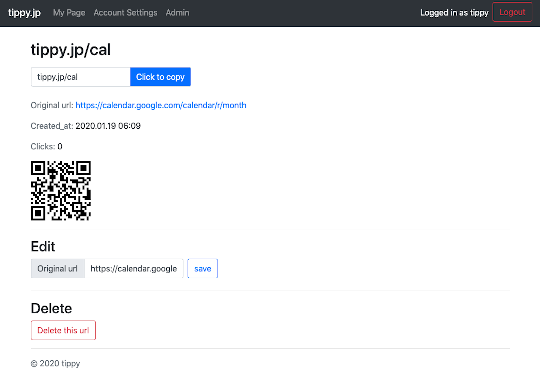 tippy.jp My Page Account Settings Admin Logged in as tippy Logout
tippy.jp/cal
tippy.jp/cal Click to copy
Original url: https://calendar.google.com/calendar/r/month
Created_at: 2020.01.19 06:09
Clicks: 0
Edit
Original url https://calendar.google save
Delete
Delete this url
© 2020 tippy